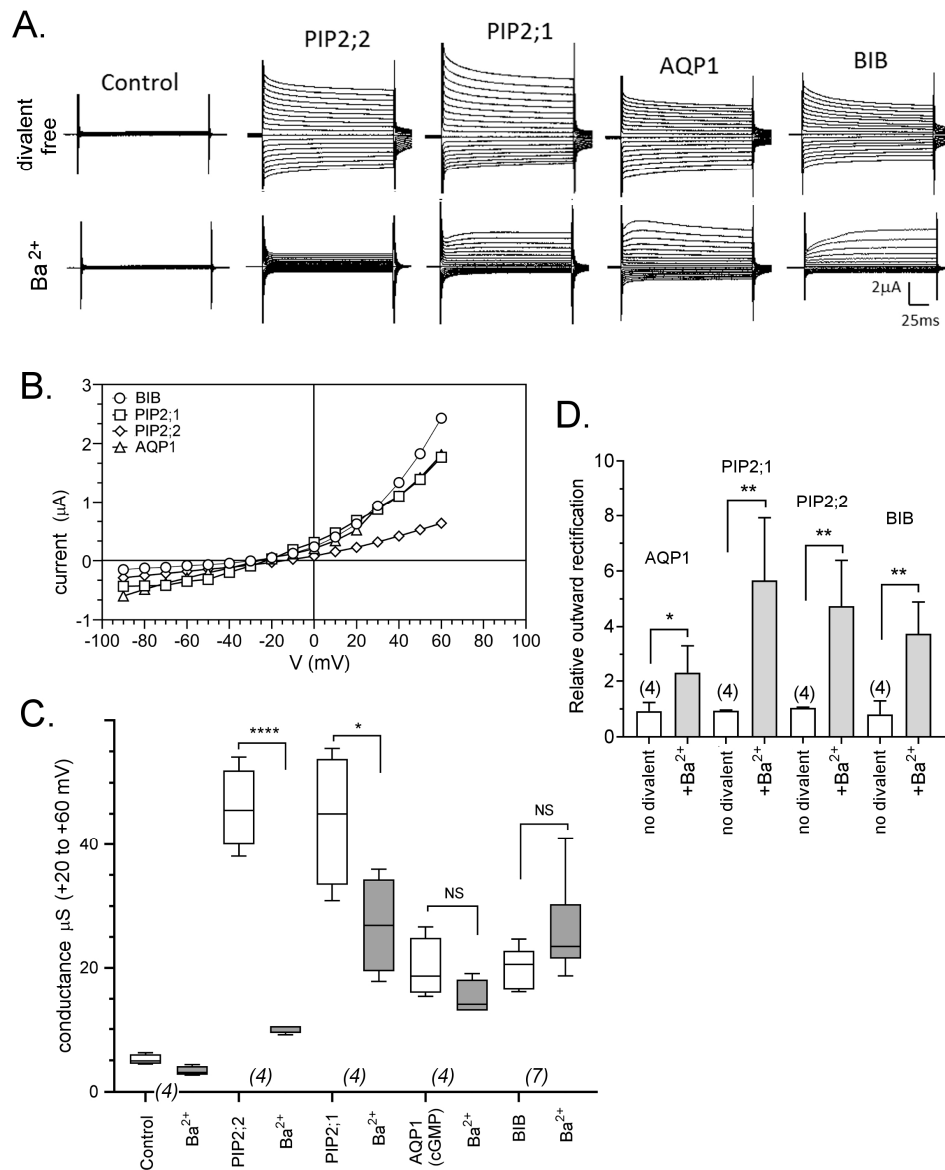 A.
Control
PIP2;2
PIP2;1
AQP1
BIB
divalent
free
Ba2+
2μA
25ms
B.
BIB
PIP2;1
PIP2;2
AQP1
current (μA)
3
2
1
0
-1
-100 -80 -60 -40 -20 0 20 40 60 80 100
V (mV)
C.
conductance μS (+20 to +60 mV)
40
20
0
**** 
*
NS
NS
(4)
(4)
(4)
(4)
(7)
Control
Ba2+
PIP2;2
Ba2+
PIP2;1
Ba2+
AQP1
(cGMP)
Ba2+
BIB
Ba2+
D.
Relative outward rectification
10
8
6
4
2
0
AQP1
PIP2;1
PIP2;2
BIB
*
**
**
**
(4)
(4)
(4)
(4)
no divalent
+Ba2+
no divalent
+Ba2+
no divalent
+Ba2+
no divalent
+Ba2+